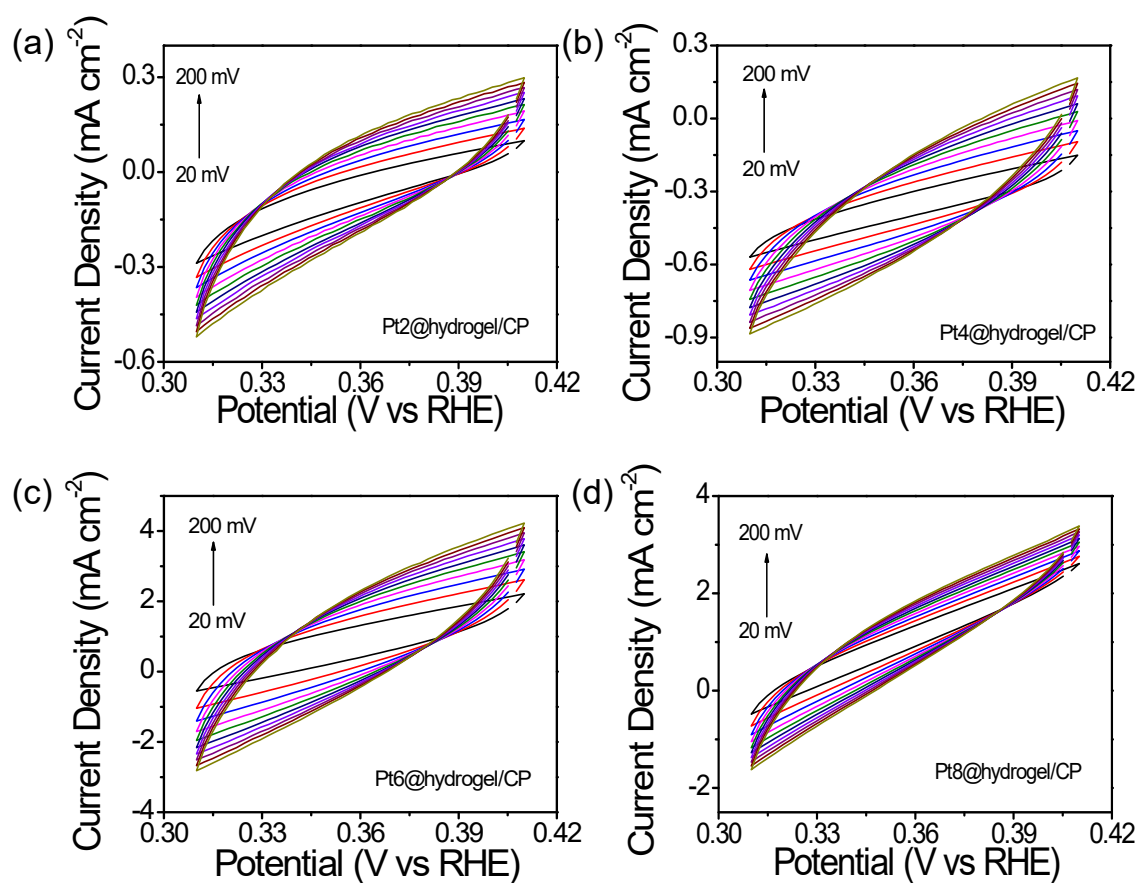 (a)
Current Density (mA cm⁻²)
0.3
0.0
-0.3
-0.6
200 mV
20 mV
Pt2@hydrogel/CP
0.30 0.33 0.36 0.39 0.42
Potential (V vs RHE)
(b)
Current Density (mA cm⁻²)
0.3
0.0
-0.3
-0.6
-0.9
200 mV
20 mV
Pt4@hydrogel/CP
0.30 0.33 0.36 0.39 0.42
Potential (V vs RHE)
(c)
Current Density (mA cm⁻²)
4
2
0
-2
-4
200 mV
20 mV
Pt6@hydrogel/CP
0.30 0.33 0.36 0.39 0.42
Potential (V vs RHE)
(d)
Current Density (mA cm⁻²)
4
2
0
-2
200 mV
20 mV
Pt8@hydrogel/CP
0.30 0.33 0.36 0.39 0.42
Potential (V vs RHE)